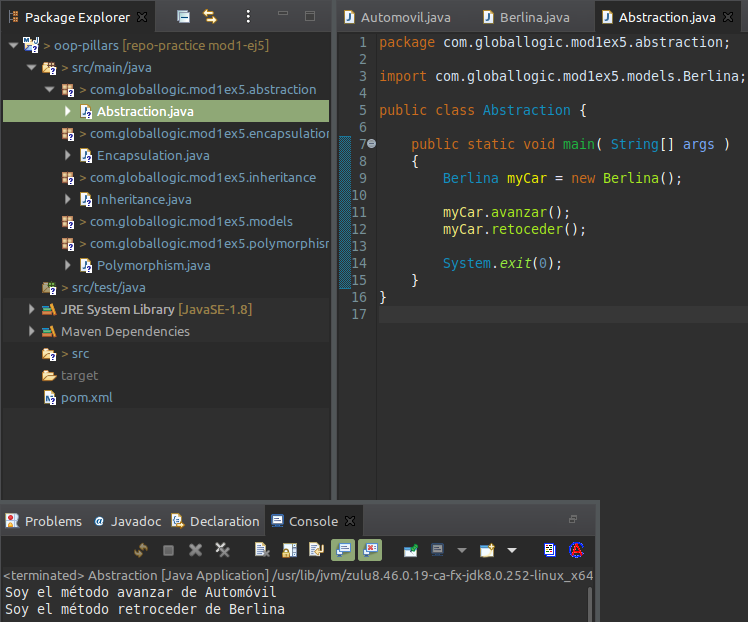 Package Explorer
> oop-pillars [repo-practice mod1-ej5]
> src/main/java
> com.globallogic.mod1ex5.abstraction
Abstraction.java
> com.globallogic.mod1ex5.encapsulation
Encapsulation.java
> com.globallogic.mod1ex5.inheritance
Inheritance.java
> com.globallogic.mod1ex5.models
> com.globallogic.mod1ex5.polymorphism
Polymorphism.java
> src/test/java
JRE System Library [JavaSE-1.8]
Maven Dependencies
> src
target
pom.xml
Automovil.java Berlina.java Abstraction.java
1 package com.globallogic.mod1ex5.abstraction;
2
3 import com.globallogic.mod1ex5.models.Berlina;
4
5 public class Abstraction {
6
7 public static void main( String[] args )
8 {
9 Berlina myCar = new Berlina();
10
11 myCar.avanzar();
12 myCar.retoceder();
13
14 System.exit(0);
15 }
16 }
17
Problems @ Javadoc Declaration Console
<terminated> Abstraction [Java Application] /usr/lib/jvm/zulu8.46.0.19-ca-fx-jdk8.0.252-linux_x64
Soy el método avanzar de Automóvil
Soy el método retroceder de Berlina